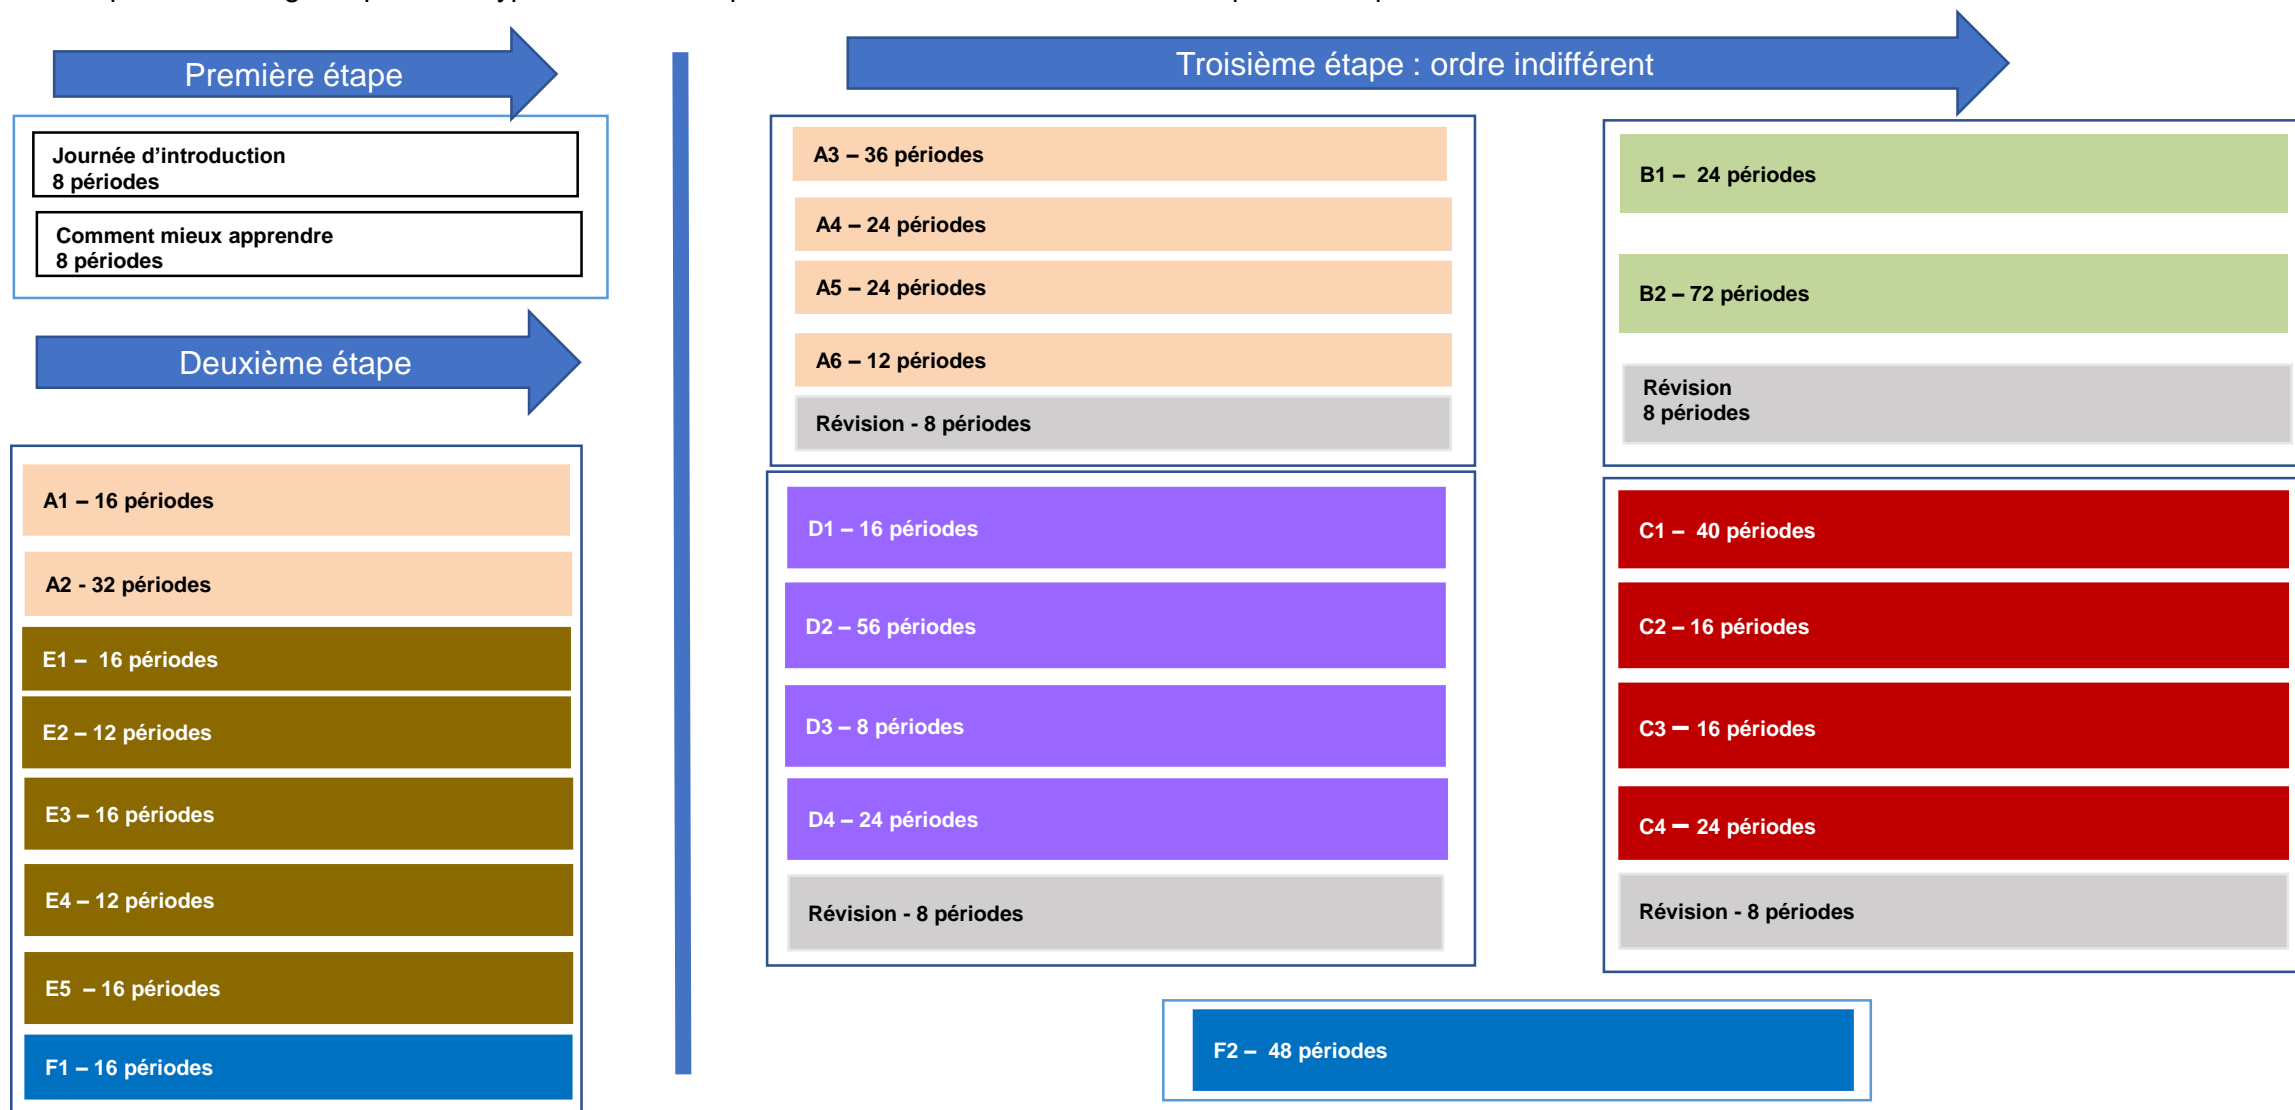 Première étape
Journée d’introduction
8 périodes
Comment mieux apprendre
8 périodes
Deuxième étape
A1 – 16 périodes
A2 - 32 périodes
E1 –  16 périodes
E2 – 12 périodes
E3 – 16 périodes
E4 – 12 périodes
E5  – 16 périodes
F1 – 16 périodes
Troisième étape : ordre indifférent
A3 – 36 périodes
A4 – 24 périodes
A5 – 24 périodes
A6 – 12 périodes
Révision - 8 périodes
B1 –  24 périodes
B2 – 72 périodes
Révision
8 périodes
D1 – 16 périodes
D2 – 56 périodes
D3 – 8 périodes
D4 – 24 périodes
Révision - 8 périodes
C1 –  40 périodes
C2 – 16 périodes
C3 – 16 périodes
C4 – 24 périodes
Révision - 8 périodes
F2 –  48 périodes